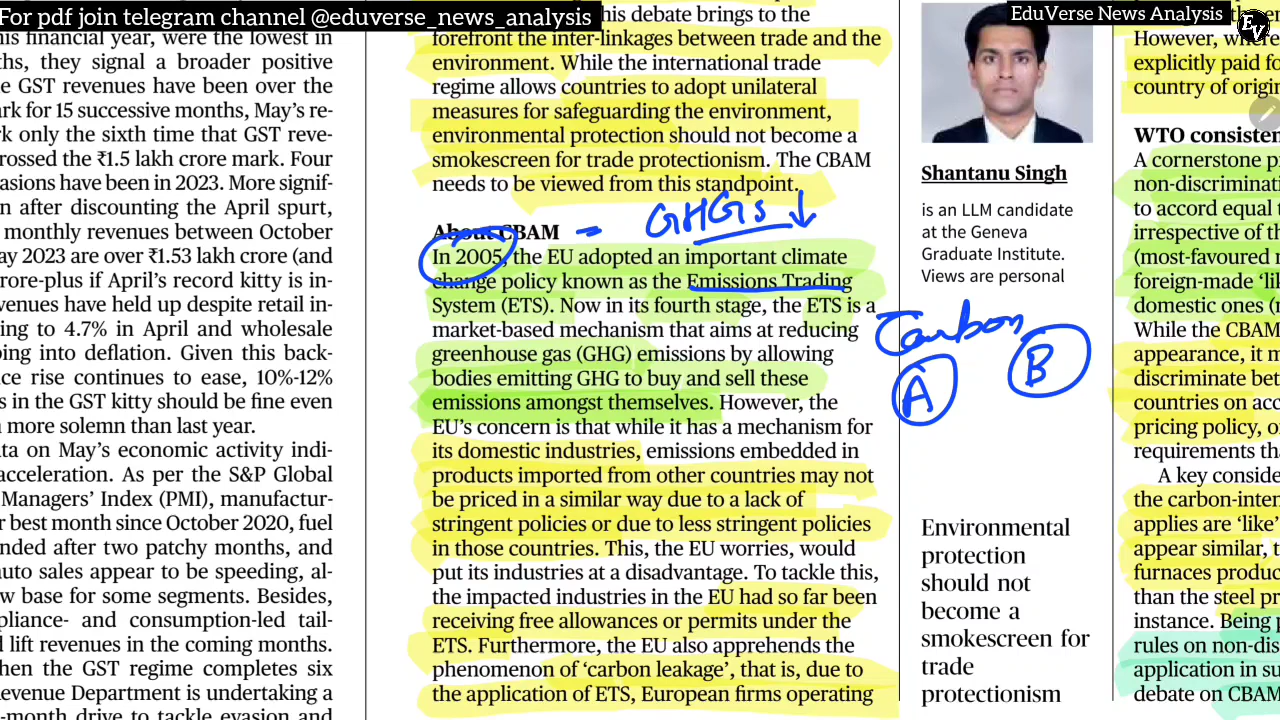 For pdf join telegram channel @eduverse_news_analysis
EduVerse News Analysis
this financial year, were the lowest in
they signal a broader positive
GST revenues have been over the
mark for 15 successive months, May's re-
only the sixth time that GST reve-
crossed the ₹1.5 lakh crore mark. Four
have been in 2023. More signif-
after discounting the April spurt,
monthly revenues between October
2023 are over ₹1.53 lakh crore (and
crore-plus if April's record kitty is in-
have held up despite retail in-
to 4.7% in April and wholesale
into deflation. Given this back-
rise continues to ease, 10%-12%
in the GST kitty should be fine even
more solemn than last year.
on May's economic activity indi-
acceleration. As per the S&P Global
Managers' Index (PMI), manufactur-
best month since October 2020, fuel
ended after two patchy months, and
auto sales appear to be speeding, al-
base for some segments. Besides,
and consumption-led tail-
lift revenues in the coming months.
the GST regime completes six
Revenue Department is undertaking a
-month drive to tackle evasion and
his debate brings to the
forefront the inter-linkages between trade and the
environment. While the international trade
regime allows countries to adopt unilateral
measures for safeguarding the environment,
environmental protection should not become a
smokescreen for trade protectionism. The CBAM
needs to be viewed from this standpoint.
About CBAM = GHGs ↓
In 2005, the EU adopted an important climate
change policy known as the Emissions Trading
System (ETS). Now in its fourth stage, the ETS is a
market-based mechanism that aims at reducing
greenhouse gas (GHG) emissions by allowing
bodies emitting GHG to buy and sell these
emissions amongst themselves. However, the
EU's concern is that while it has a mechanism for
its domestic industries, emissions embedded in
products imported from other countries may not
be priced in a similar way due to a lack of
stringent policies or due to less stringent policies
in those countries. This, the EU worries, would
put its industries at a disadvantage. To tackle this,
the impacted industries in the EU had so far been
receiving free allowances or permits under the
ETS. Furthermore, the EU also apprehends the
phenomenon of 'carbon leakage', that is, due to
the application of ETS, European firms operating
Shantanu Singh
is an LLM candidate
at the Geneva
Graduate Institute.
Views are personal
Carbon
A B
Environmental
protection
should not
become a
smokescreen for
trade
protectionism
However, where
explicitly paid fo
country of origin
WTO consisten
A cornerstone p
non-discriminati
to accord equal t
irrespective of th
(most-favoured n
foreign-made 'lik
domestic ones (
While the CBAM
appearance, it m
discriminate bet
countries on acc
pricing policy, o
requirements tha
A key conside
the carbon-inten
applies are 'like'
appear similar, t
furnaces produc
than the steel pr
instance. Being p
rules on non-dis
application in su
debate on CBAM